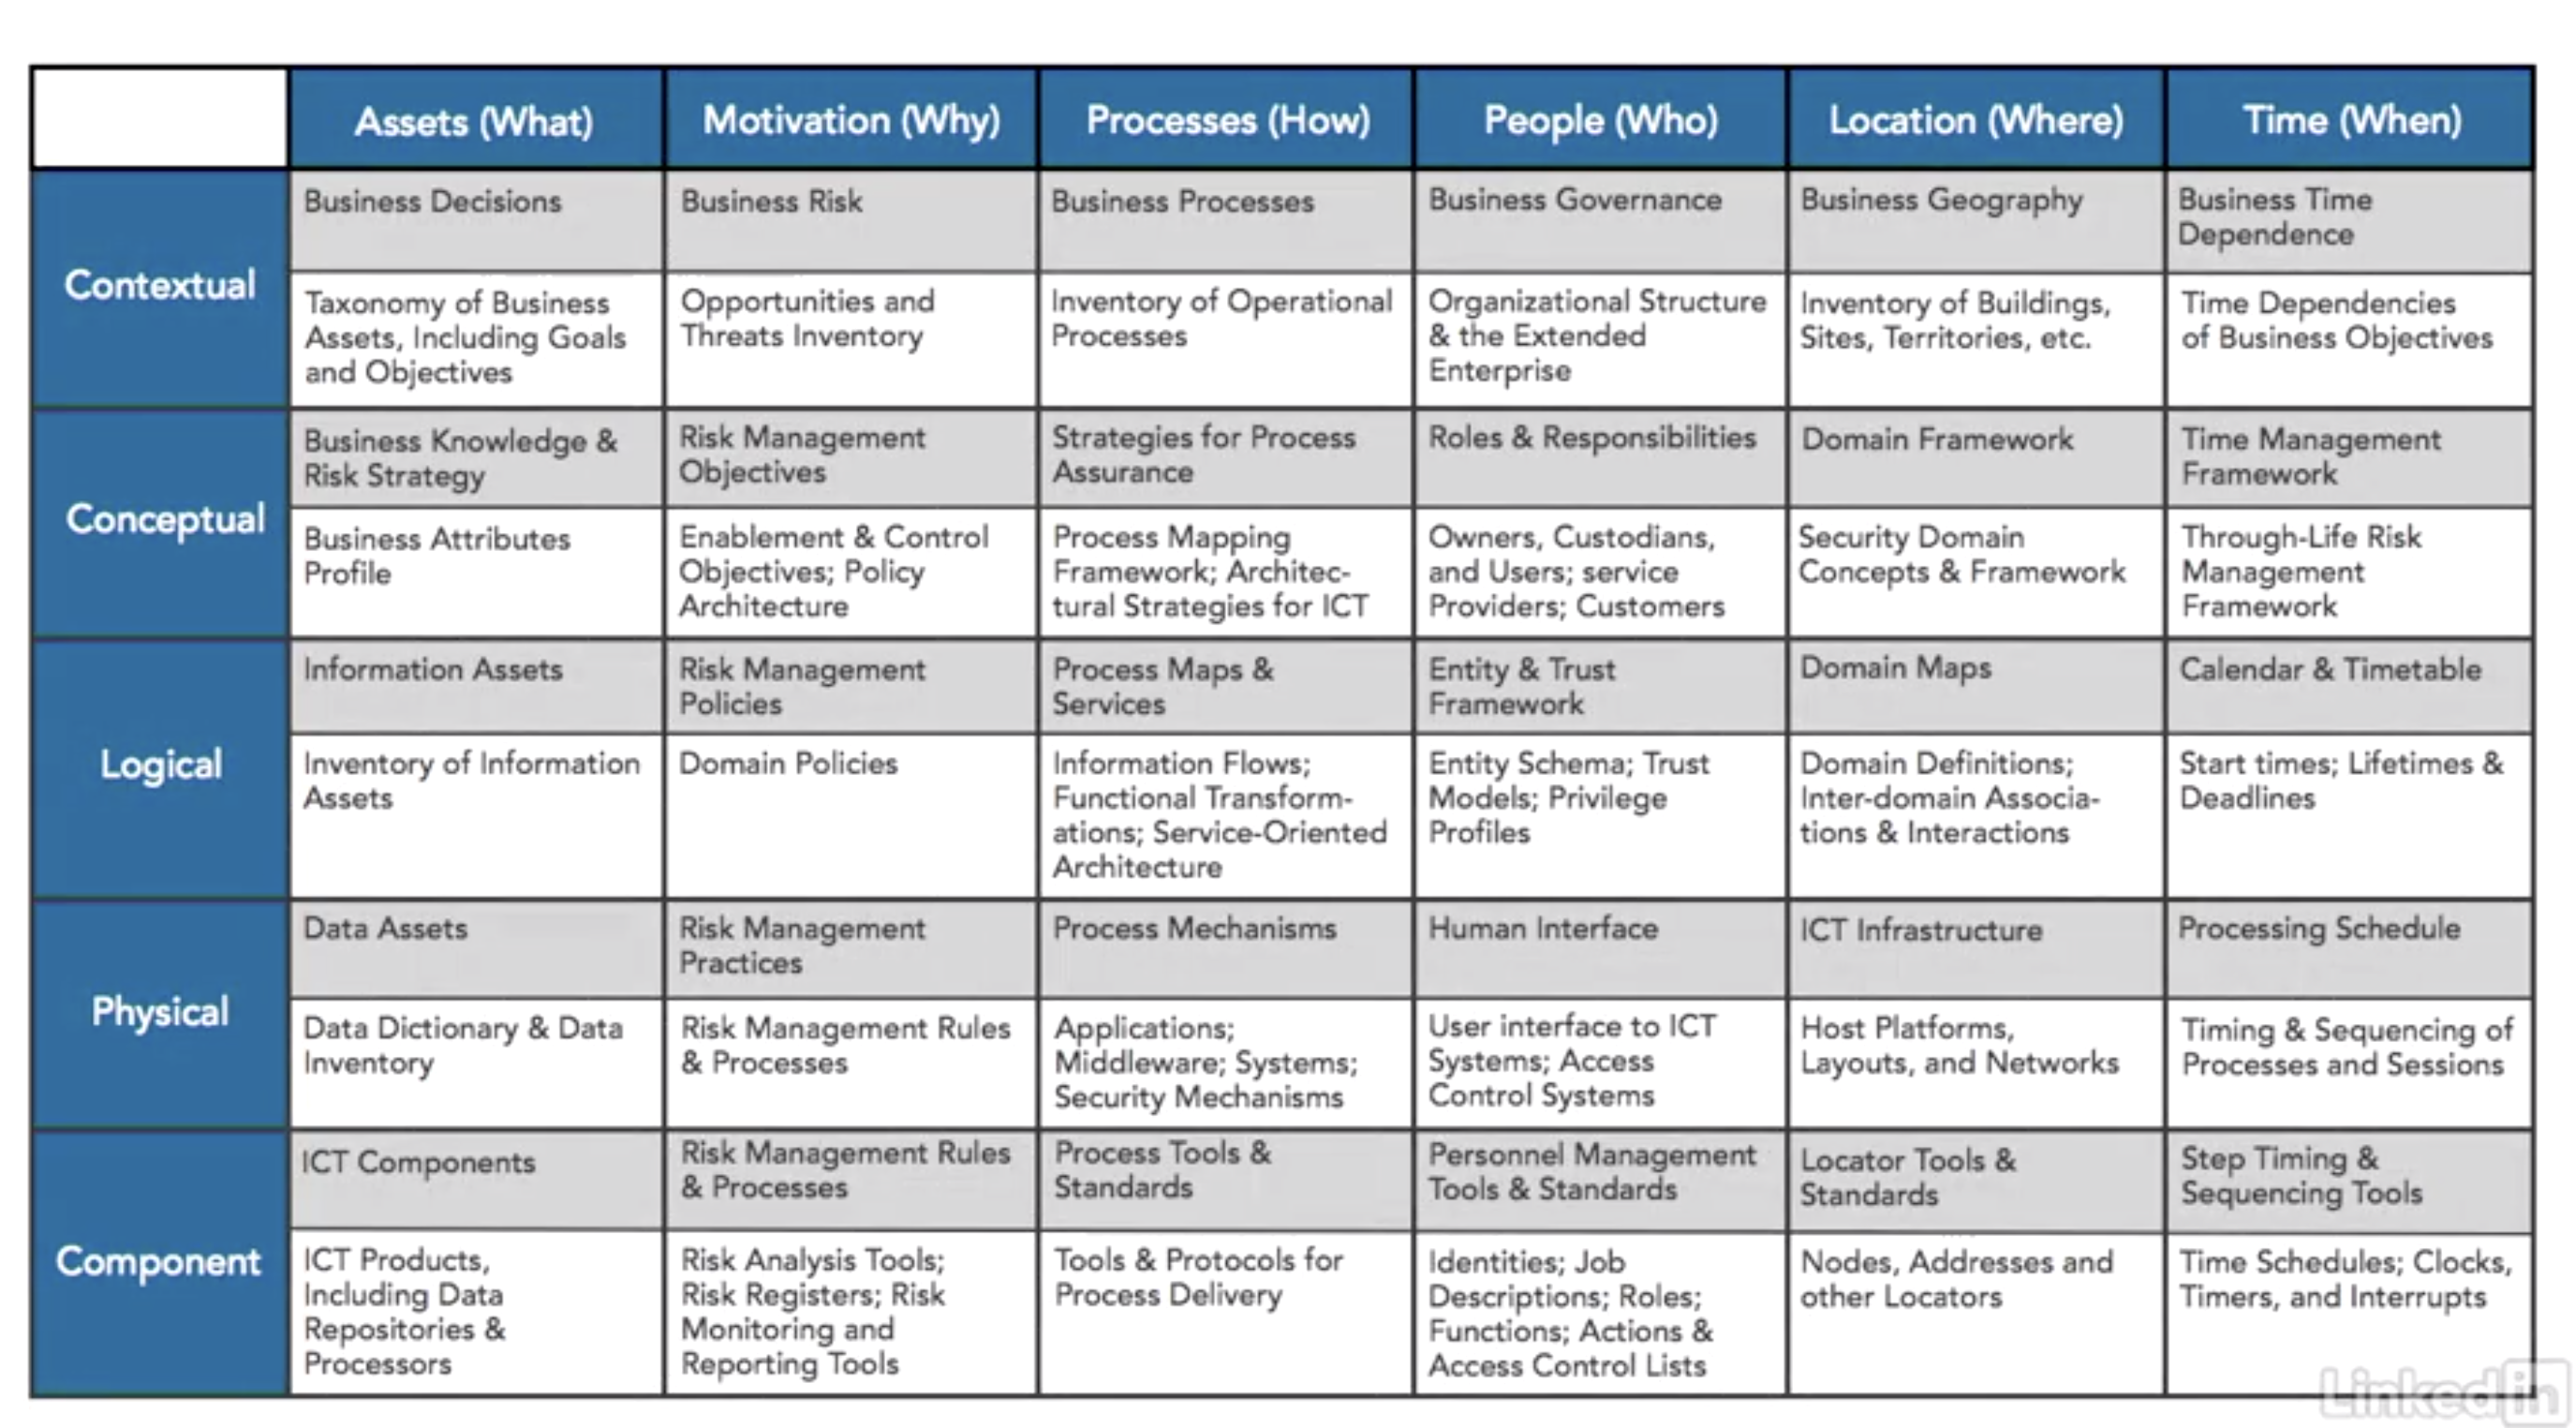 Assets (What)
Motivation (Why)
Processes (How)
People (Who)
Location (Where)
Time (When)
Contextual
Business Decisions
Business Risk
Business Processes
Business Governance
Business Geography
Business Time
Dependence
Taxonomy of Business
Assets, Including Goals
and Objectives
Opportunities and
Threats Inventory
Inventory of Operational
Processes
Organizational Structure
& the Extended
Enterprise
Inventory of Buildings,
Sites, Territories, etc.
Time Dependencies
of Business Objectives
Conceptual
Business Knowledge &
Risk Strategy
Risk Management
Objectives
Strategies for Process
Assurance
Roles & Responsibilities
Domain Framework
Time Management
Framework
Business Attributes
Profile
Enablement & Control
Objectives; Policy
Architecture
Process Mapping
Framework; Architec-
tural Strategies for ICT
Owners, Custodians,
and Users; service
Providers; Customers
Security Domain
Concepts & Framework
Through-Life Risk
Management
Framework
Logical
Information Assets
Risk Management
Policies
Process Maps &
Services
Entity & Trust
Framework
Domain Maps
Calendar & Timetable
Inventory of Information
Assets
Domain Policies
Information Flows;
Functional Transform-
ations; Service-Oriented
Architecture
Entity Schema; Trust
Models; Privilege
Profiles
Domain Definitions;
Inter-domain Associa-
tions & Interactions
Start times; Lifetimes &
Deadlines
Physical
Data Assets
Risk Management
Practices
Process Mechanisms
Human Interface
ICT Infrastructure
Processing Schedule
Data Dictionary & Data
Inventory
Risk Management Rules
& Processes
Applications;
Middleware; Systems;
Security Mechanisms
User interface to ICT
Systems; Access
Control Systems
Host Platforms,
Layouts, and Networks
Timing & Sequencing of
Processes and Sessions
Component
ICT Components
Risk Management Rules
& Processes
Process Tools &
Standards
Personnel Management
Tools & Standards
Locator Tools &
Standards
Step Timing &
Sequencing Tools
ICT Products,
Including Data
Repositories &
Processors
Risk Analysis Tools;
Risk Registers; Risk
Monitoring and
Reporting Tools
Tools & Protocols for
Process Delivery
Identities; Job
Descriptions; Roles;
Functions; Actions &
Access Control Lists
Nodes, Addresses and
other Locators
Time Schedules; Clocks,
Timers, and Interrupts
Linked in